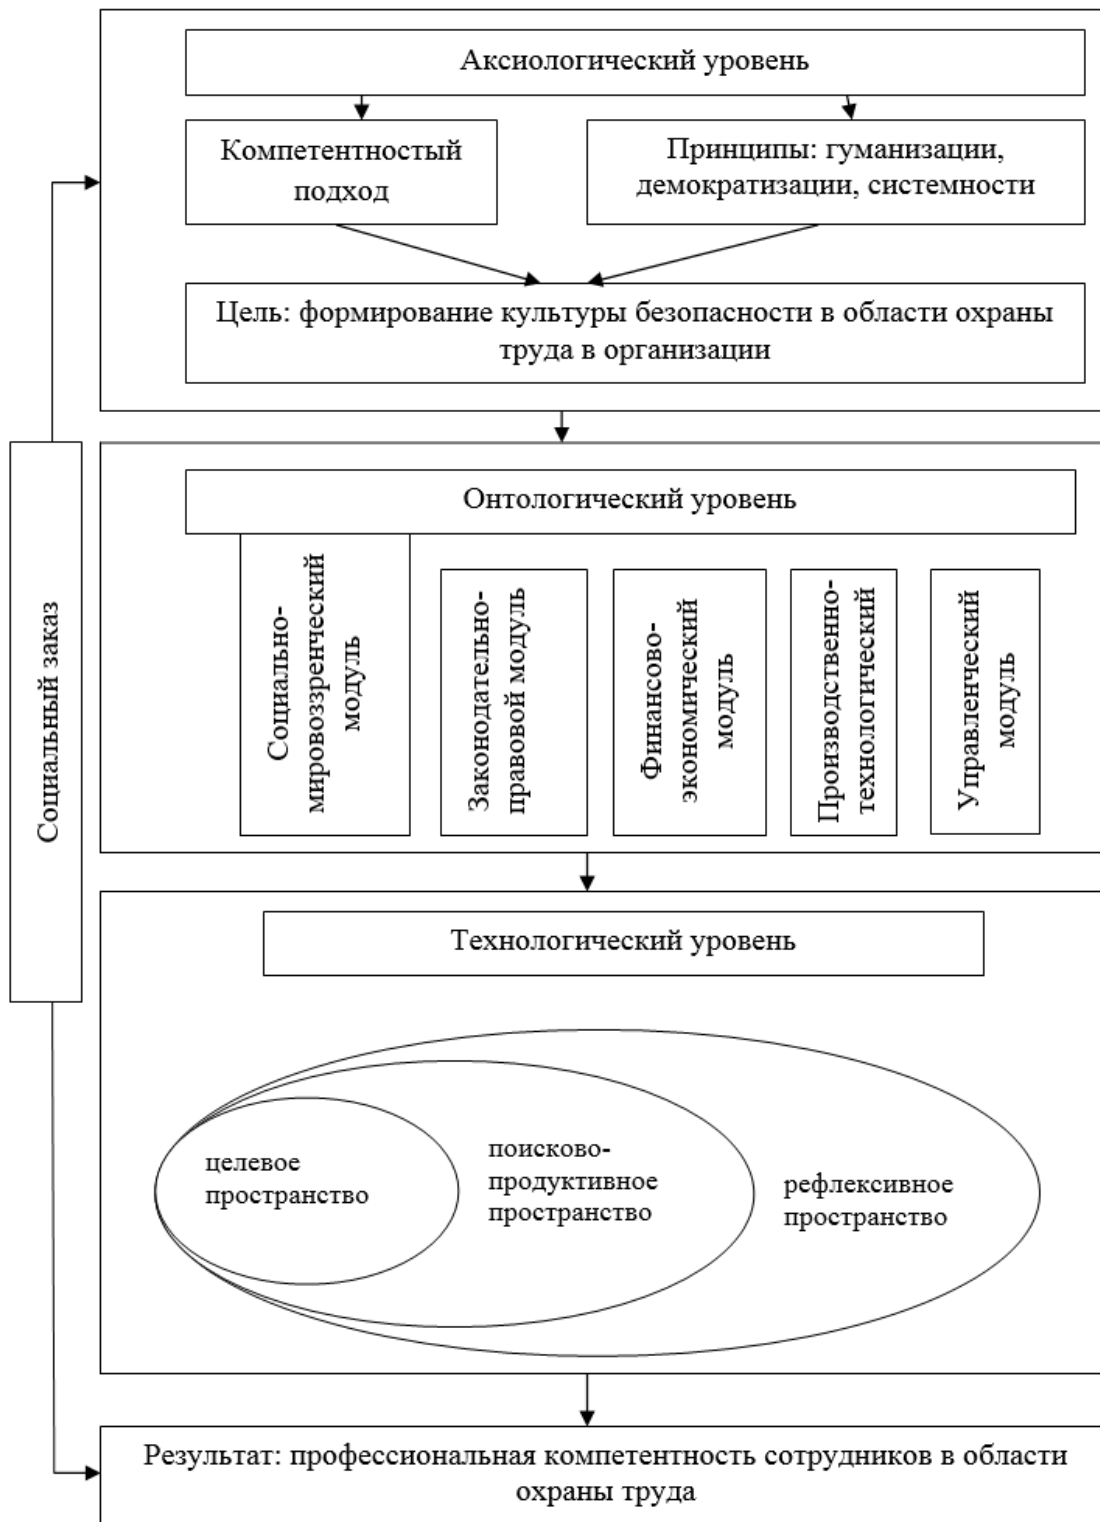 Аксиологический уровень
Компетентностый
подход
Принципы: гуманизации,
демократизации, системности
Цель: формирование культуры безопасности в области охраны
труда в организации
Социальный заказ
Онтологический уровень
Социально-
мировоззренческий
модуль
Законодательно-
правовой модуль
Финансово-
экономический
модуль
Производственно-
технологический
Управленческий
модуль
Технологический уровень
целевое
пространство
поисково-
продуктивное
пространство
рефлексивное
пространство
Результат: профессиональная компетентность сотрудников в области
охраны труда